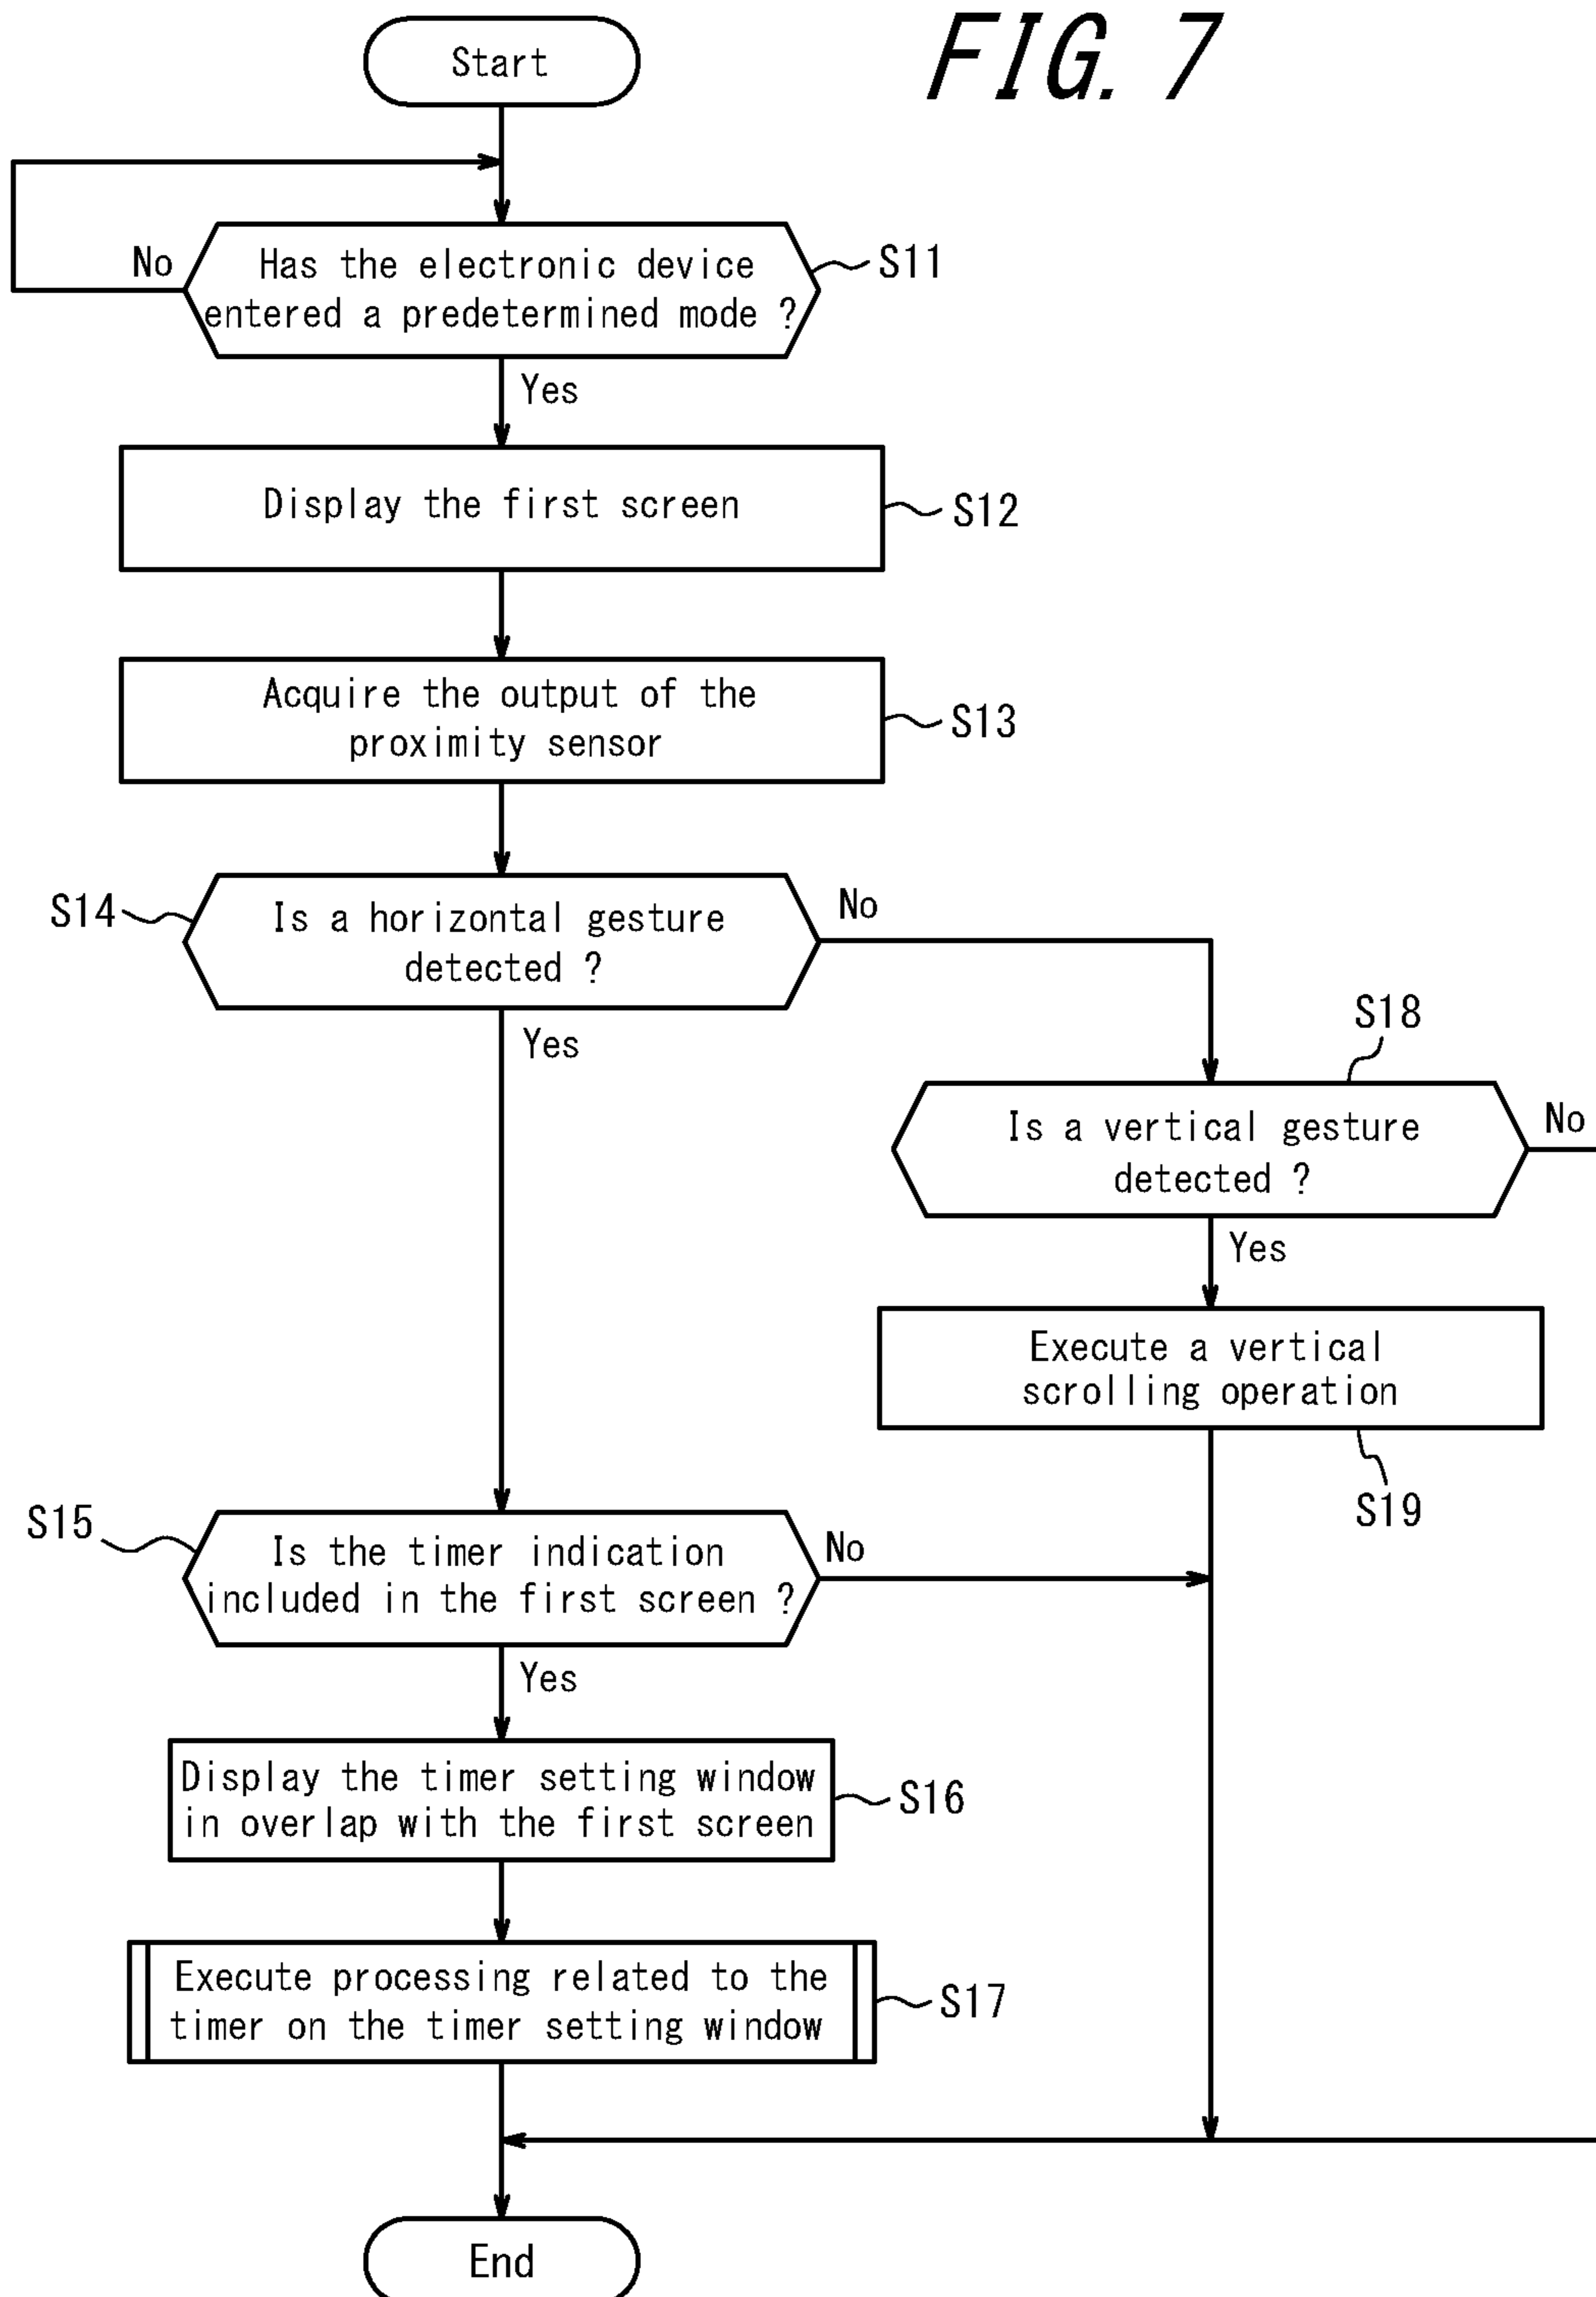 FIG. 7
Start
No
Has the electronic device
entered a predetermined mode ?
S11
Yes
Display the first screen
S12
Acquire the output of the
proximity sensor
S13
S14
Is a horizontal gesture
detected ?
No
Yes
S18
Is a vertical gesture
detected ?
No
Yes
Execute a vertical
scrolling operation
S19
S15
Is the timer indication
included in the first screen ?
No
Yes
Display the timer setting window
in overlap with the first screen
S16
Execute processing related to the
timer on the timer setting window
S17
End